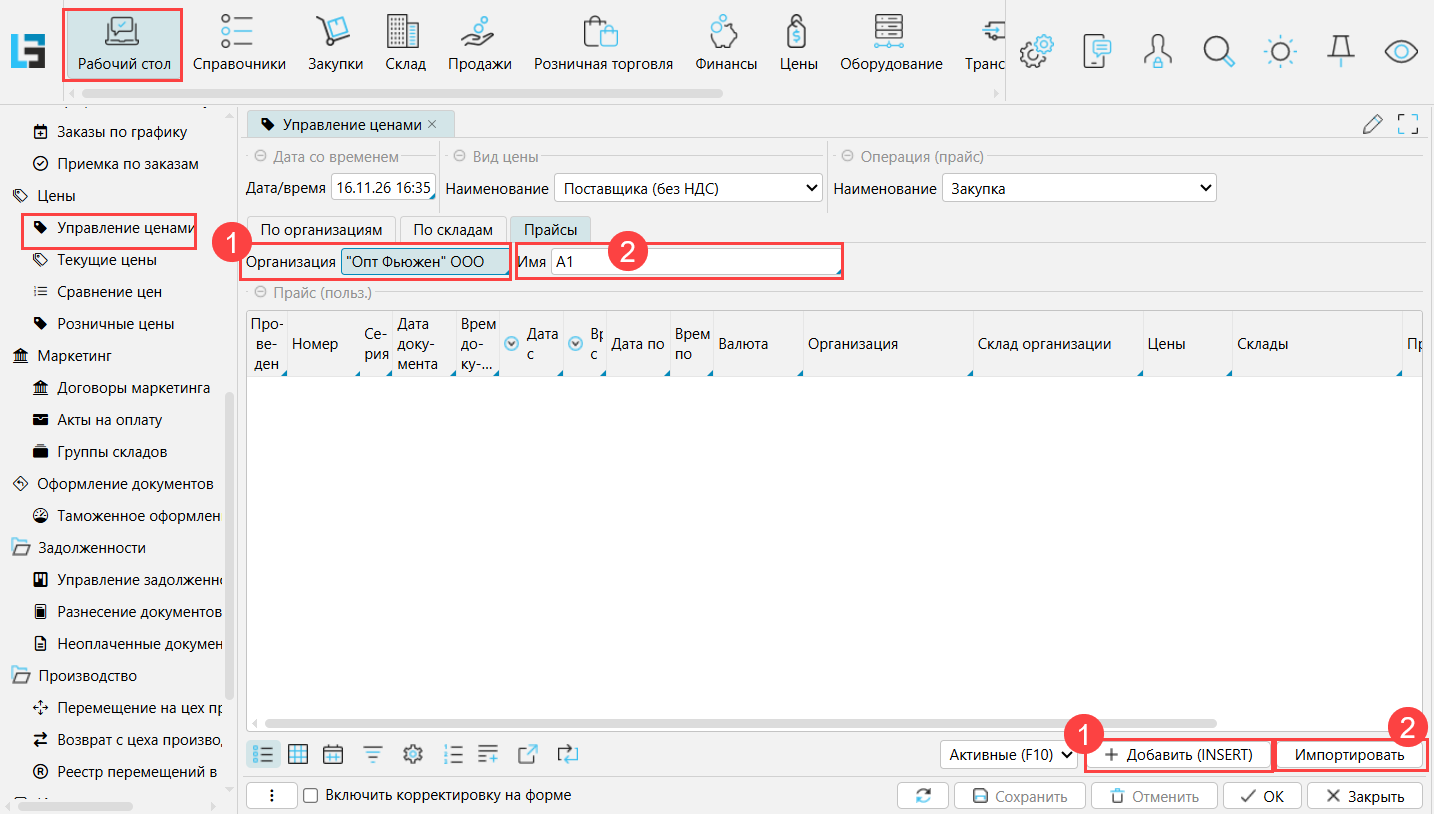 Рабочий стол
Справочники
Закупки
Склад
Продажи
Розничная торговля
Финансы
Цены
Оборудование
Транс
Заказы по графику
Приемка по заказам
Цены
Управление ценами
Текущие цены
Сравнение цен
Розничные цены
Маркетинг
Договоры маркетинга
Акты на оплату
Группы складов
Оформление документов
Таможенное оформлен
Задолженности
Управление задолженно
Разнесение документов
Неоплаченные докумен
Производство
Перемещение на цех пр
Возврат с цеха произво
Реестр перемещений в
Управление ценами
Дата со временем
Вид цены
Операция (прайс)
Дата/время 16.11.26 16:35
Наименование Поставщика (без НДС)
Наименование Закупка
По организациям
По складам
Прайсы
1
2
Организация "Опт Фьюжен" ООО
Имя A1
Прайс (польз.)
Про-
ве-
ден
Номер
Се-
рия
Дата
доку-
мента
Врем
до-
ку-...
Дата
с
Вр
с
Дата по
Врем
по
Валюта
Организация
Склад организации
Цены
Склады
Пр
1
2
Активные (F10)
Добавить (INSERT)
Импортировать
Включить корректировку на форме
Сохранить
Отменить
OK
Закрыть